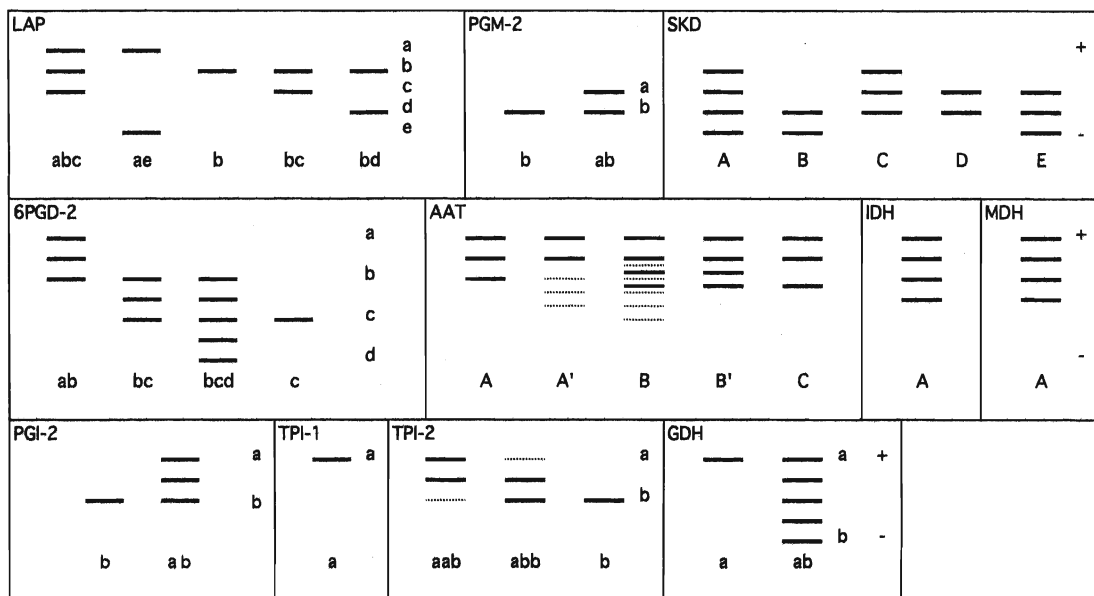 LAP
a
b
c
d
e
abc ae b bc bd
PGM-2
a
b
b ab
SKD
+
-
A B C D E
6PGD-2
a
b
c
d
ab bc bcd c
AAT
A A' B B' C
IDH
A
MDH
+
-
A
PGI-2
a
b
b a b
TPI-1
a
a
TPI-2
a
b
aab abb b
GDH
a +
b -
a ab